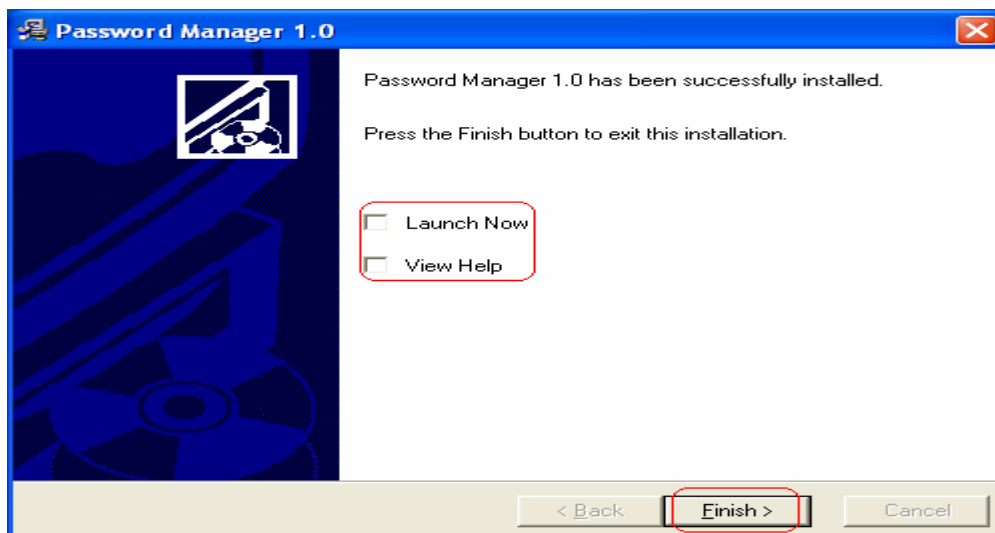 Password Manager 1.0
Password Manager 1.0 has been successfully installed.
Press the Finish button to exit this installation.
Launch Now
View Help
< Back
Finish >
Cancel